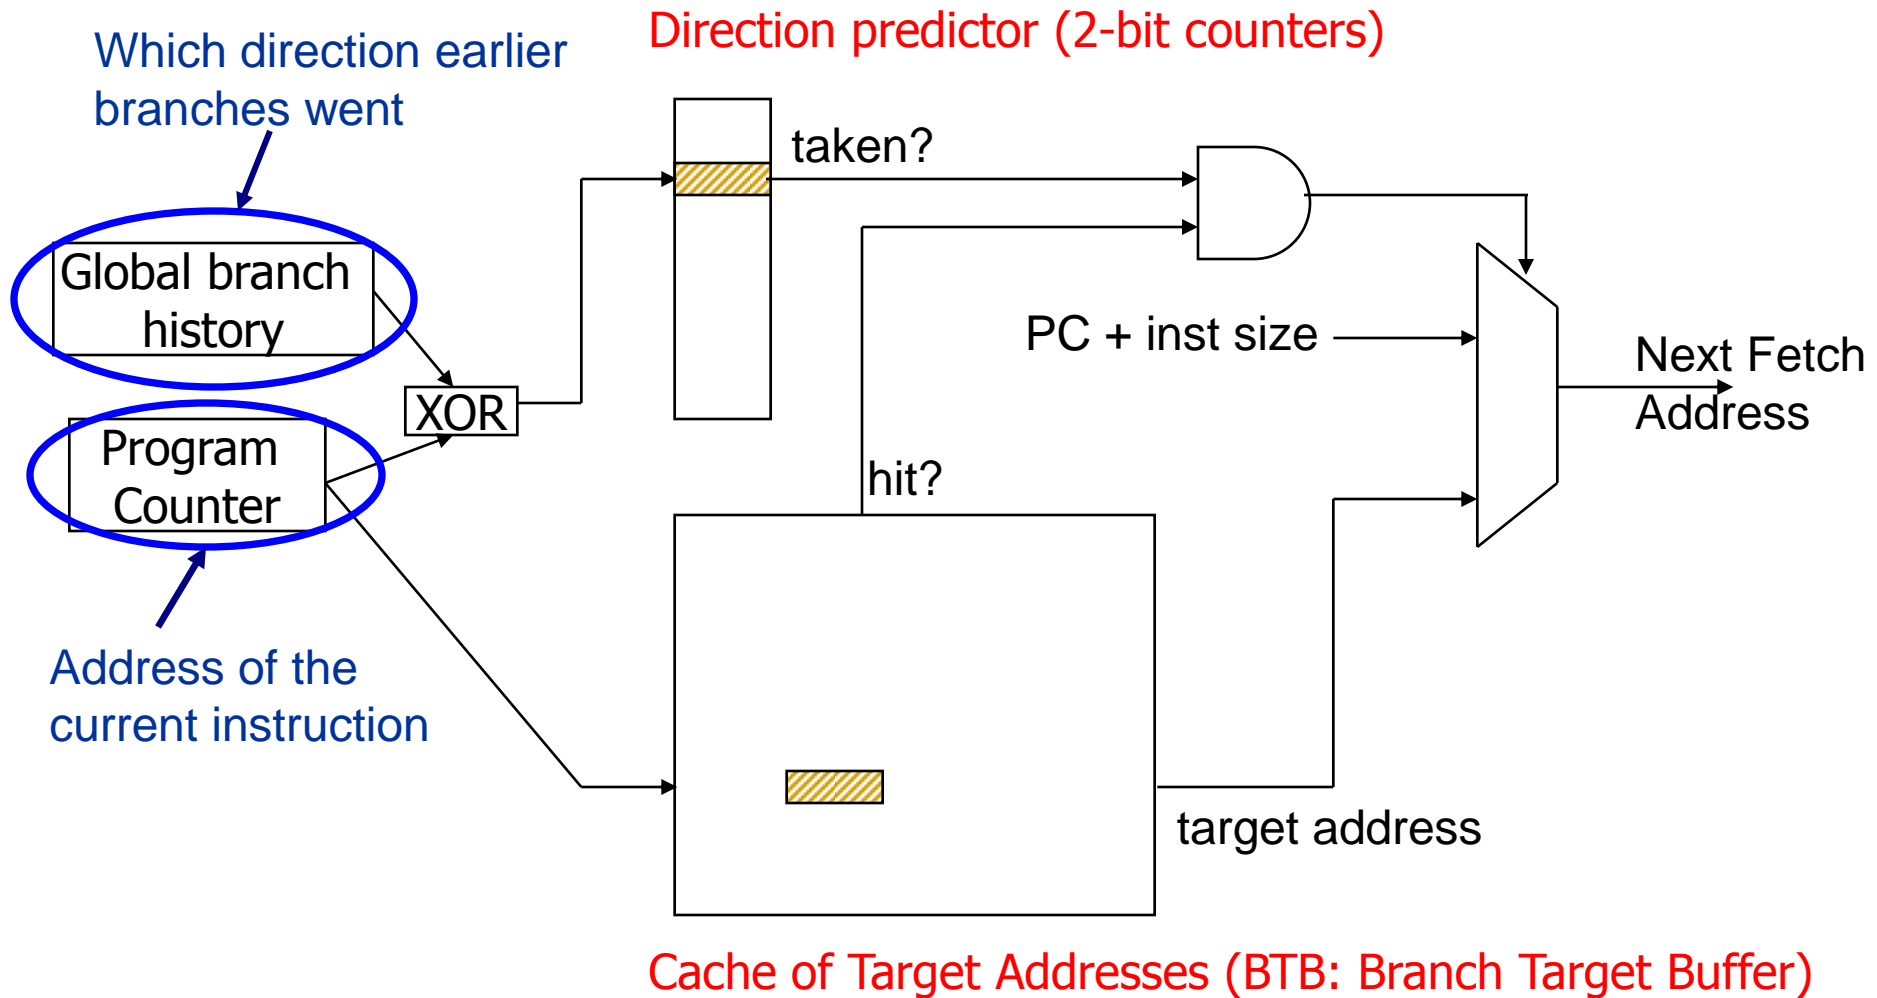 Direction predictor (2-bit counters)
Which direction earlier
branches went
taken?
Global branch
history
PC + inst size
Next Fetch
Address
XOR
Program
Counter
hit?
Address of the
current instruction
target address
Cache of Target Addresses (BTB: Branch Target Buffer)